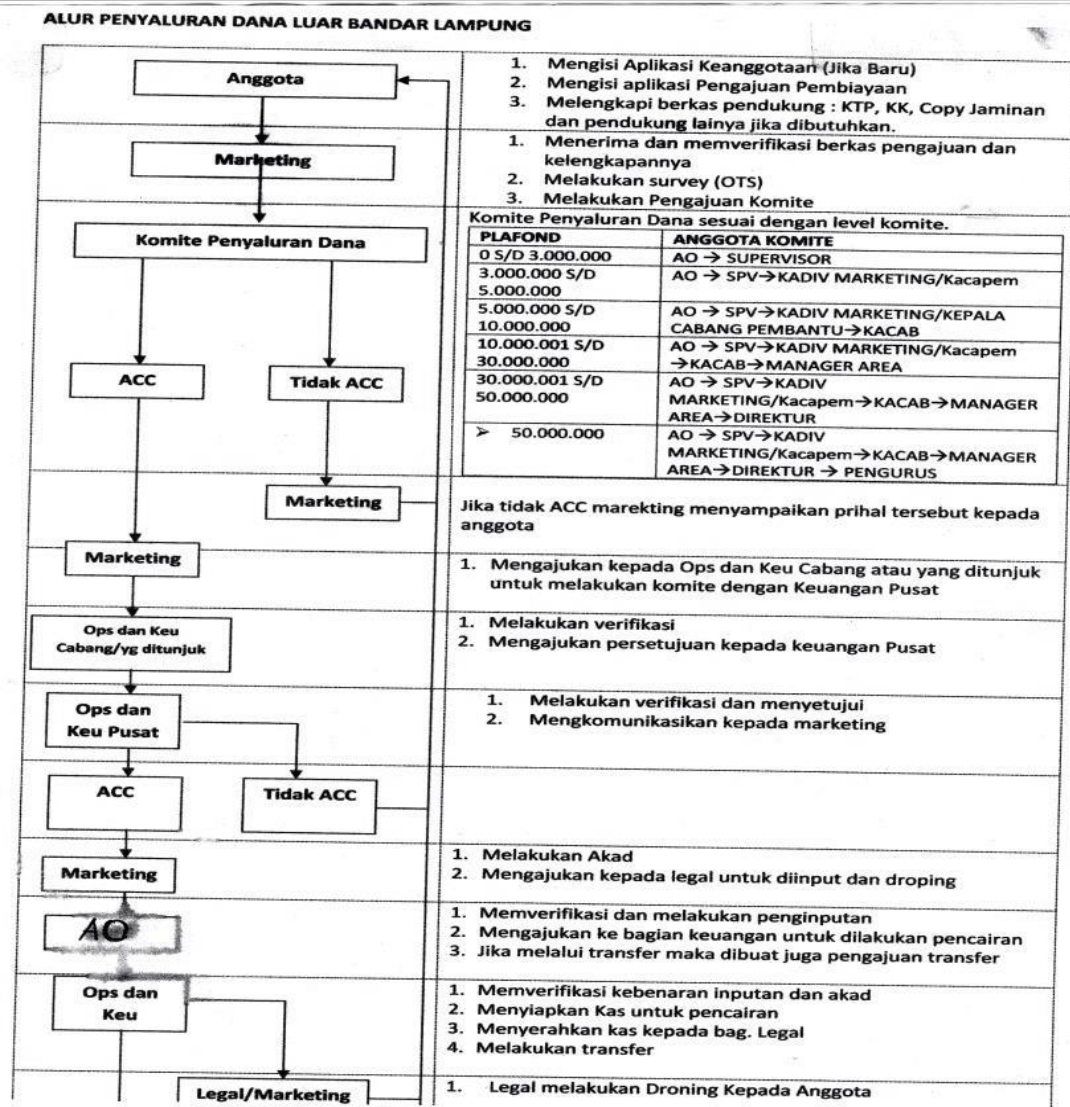 ALUR PENYALURAN DANA LUAR BANDAR LAMPUNG
Anggota
1. Mengisi Aplikasi Keanggotaan (Jika Baru)
2. Mengisi aplikasi Pengajuan Pembiayaan
3. Melengkapi berkas pendukung : KTP, KK, Copy Jaminan
dan pendukung lainya jika dibutuhkan.
Marketing
1. Menerima dan memverifikasi berkas pengajuan dan
kelengkapannya
2. Melakukan survey (OTS)
3. Melakukan Pengajuan Komite
Komite Penyaluran Dana
ACC
Tidak ACC
Komite Penyaluran Dana sesuai dengan level komite.
PLAFOND ANGGOTA KOMITE
0 S/D 3.000.000 AO → SUPERVISOR
3.000.000 S/D AO → SPV→KADIV MARKETING/Kacapem
5.000.000
5.000.000 S/D AO → SPV→KADIV MARKETING/KEPALA
10.000.000 CABANG PEMBANTU→KACAB
10.000.001 S/D AO → SPV→KADIV MARKETING/Kacapem
30.000.000 →KACAB→MANAGER AREA
30.000.001 S/D AO → SPV→KADIV
50.000.000 MARKETING/Kacapem→KACAB→MANAGER
AREA→DIREKTUR
➢ 50.000.000 AO → SPV→KADIV
MARKETING/Kacapem→KACAB→MANAGER
AREA→DIREKTUR → PENGURUS
Marketing
Jika tidak ACC marekting menyampaikan prihal tersebut kepada
anggota
Marketing
1. Mengajukan kepada Ops dan Keu Cabang atau yang ditunjuk
untuk melakukan komite dengan Keuangan Pusat
Ops dan Keu
Cabang/yg ditunjuk
1. Melakukan verifikasi
2. Mengajukan persetujuan kepada keuangan Pusat
Ops dan
Keu Pusat
1. Melakukan verifikasi dan menyetujui
2. Mengkomunikasikan kepada marketing
ACC
Tidak ACC
Marketing
1. Melakukan Akad
2. Mengajukan kepada legal untuk diinput dan droping
AO
1. Memverifikasi dan melakukan penginputan
2. Mengajukan ke bagian keuangan untuk dilakukan pencairan
3. Jika melalui transfer maka dibuat juga pengajuan transfer
Ops dan
Keu
1. Memverifikasi kebenaran inputan dan akad
2. Menyiapkan Kas untuk pencairan
3. Menyerahkan kas kepada bag. Legal
4. Melakukan transfer
Legal/Marketing
1. Legal melakukan Droning Kepada Anggota